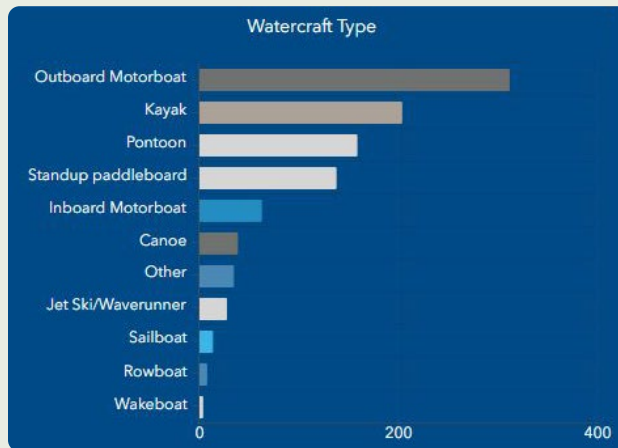 Watercraft Type
Outboard Motorboat
Kayak
Pontoon
Standup paddleboard
Inboard Motorboat
Canoe
Other
Jet Ski/Waverunner
Sailboat
Rowboat
Wakeboat
0 200 400